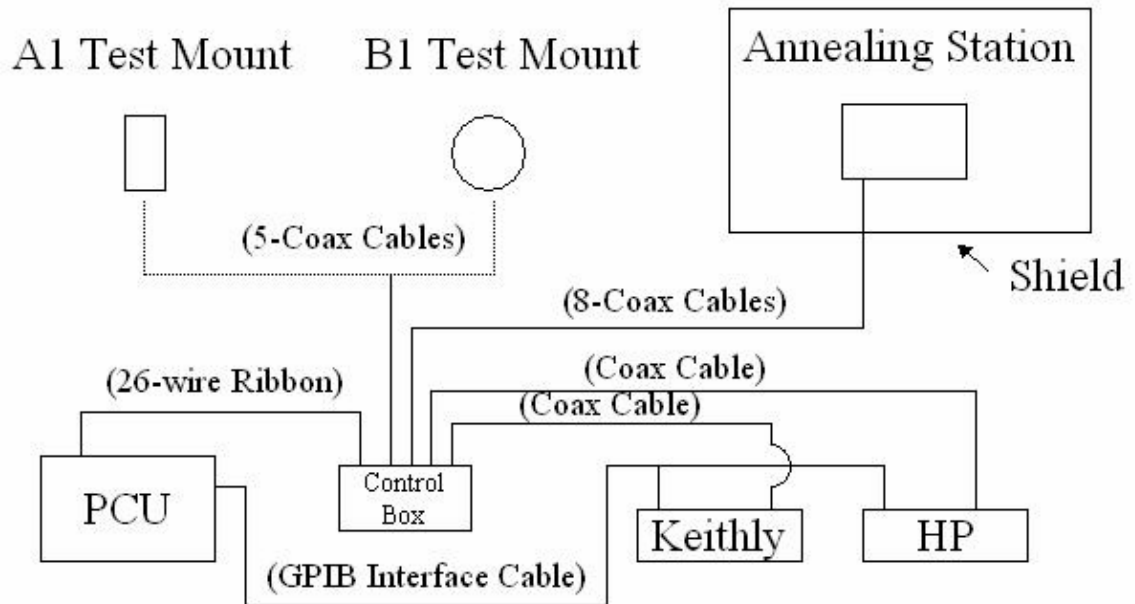 A1 Test Mount
B1 Test Mount
Annealing Station
(5-Coax Cables)
Shield
(8-Coax Cables)
(26-wire Ribbon)
(Coax Cable)
(Coax Cable)
PCU
Control
Box
Keithly
HP
(GPIB Interface Cable)